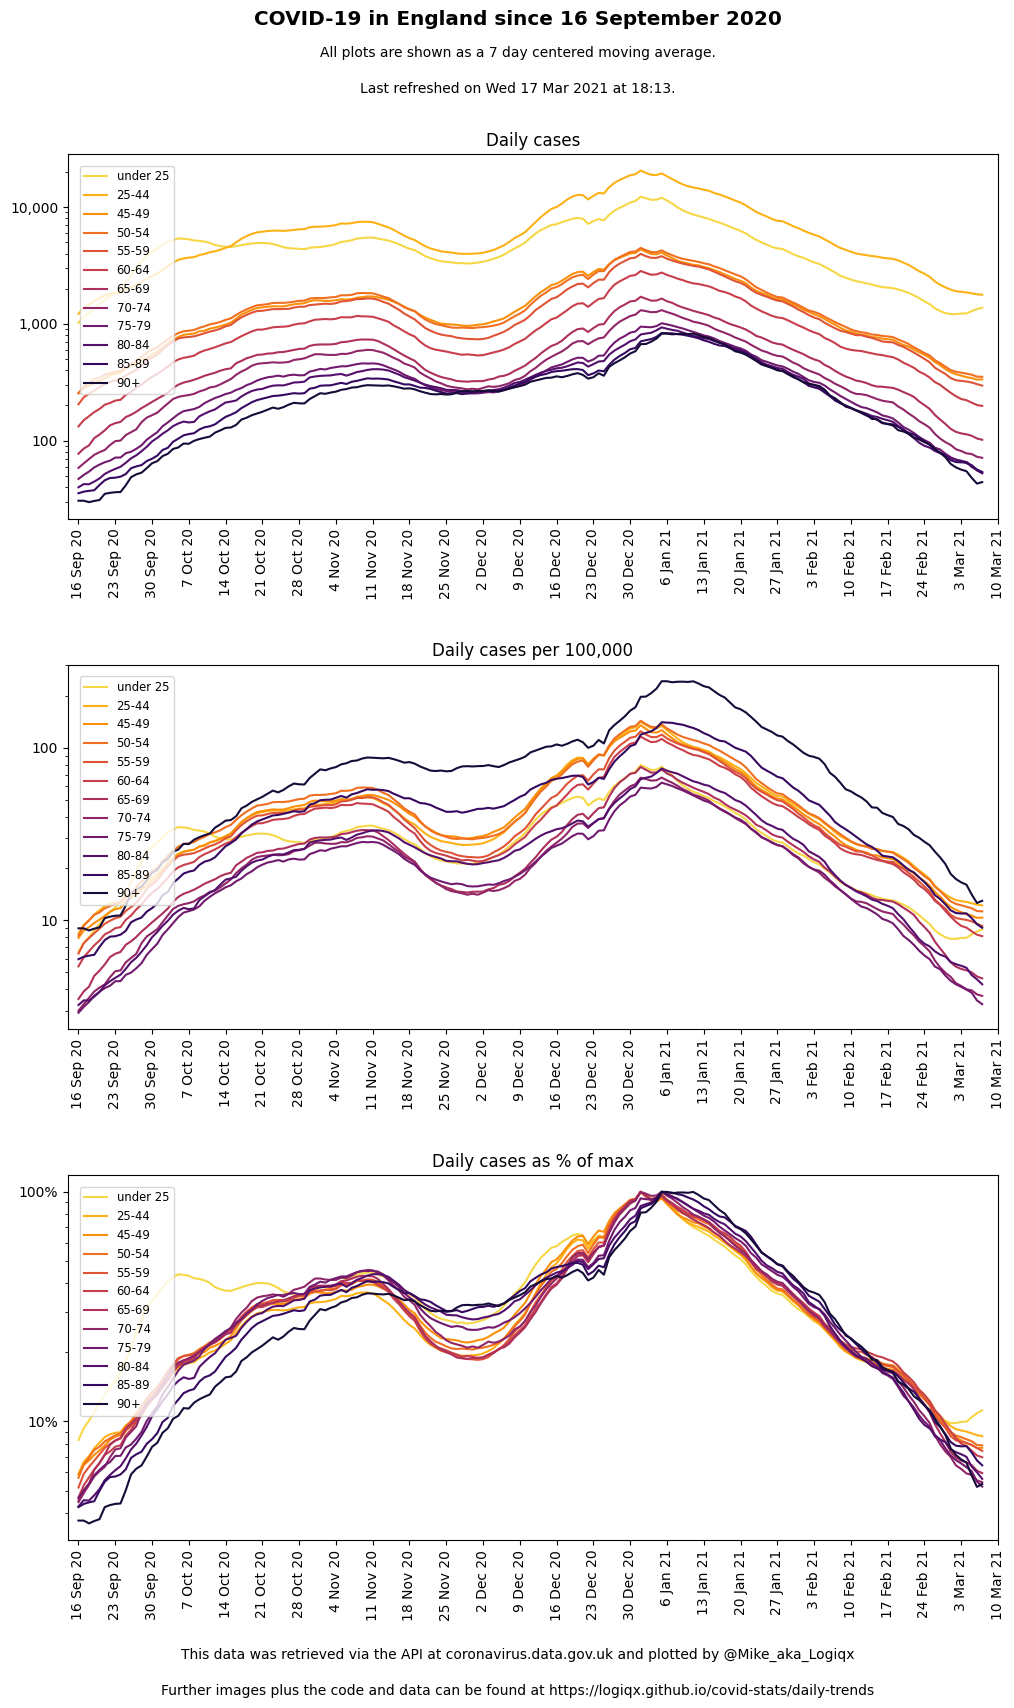 COVID-19 in England since 16 September 2020
All plots are shown as a 7 day centered moving average.
Last refreshed on Wed 17 Mar 2021 at 18:13.
Daily cases
10,000
1,000
100
under 25
25-44
45-49
50-54
55-59
60-64
65-69
70-74
75-79
80-84
85-89
90+
16 Sep 20
23 Sep 20
30 Sep 20
7 Oct 20
14 Oct 20
21 Oct 20
28 Oct 20
4 Nov 20
11 Nov 20
18 Nov 20
25 Nov 20
2 Dec 20
9 Dec 20
16 Dec 20
23 Dec 20
30 Dec 20
6 Jan 21
13 Jan 21
20 Jan 21
27 Jan 21
3 Feb 21
10 Feb 21
17 Feb 21
24 Feb 21
3 Mar 21
10 Mar 21
Daily cases per 100,000
100
10
under 25
25-44
45-49
50-54
55-59
60-64
65-69
70-74
75-79
80-84
85-89
90+
16 Sep 20
23 Sep 20
30 Sep 20
7 Oct 20
14 Oct 20
21 Oct 20
28 Oct 20
4 Nov 20
11 Nov 20
18 Nov 20
25 Nov 20
2 Dec 20
9 Dec 20
16 Dec 20
23 Dec 20
30 Dec 20
6 Jan 21
13 Jan 21
20 Jan 21
27 Jan 21
3 Feb 21
10 Feb 21
17 Feb 21
24 Feb 21
3 Mar 21
10 Mar 21
Daily cases as % of max
100%
10%
under 25
25-44
45-49
50-54
55-59
60-64
65-69
70-74
75-79
80-84
85-89
90+
16 Sep 20
23 Sep 20
30 Sep 20
7 Oct 20
14 Oct 20
21 Oct 20
28 Oct 20
4 Nov 20
11 Nov 20
18 Nov 20
25 Nov 20
2 Dec 20
9 Dec 20
16 Dec 20
23 Dec 20
30 Dec 20
6 Jan 21
13 Jan 21
20 Jan 21
27 Jan 21
3 Feb 21
10 Feb 21
17 Feb 21
24 Feb 21
3 Mar 21
10 Mar 21
This data was retrieved via the API at coronavirus.data.gov.uk and plotted by @Mike_aka_Logiqx
Further images plus the code and data can be found at https://logiqx.github.io/covid-stats/daily-trends